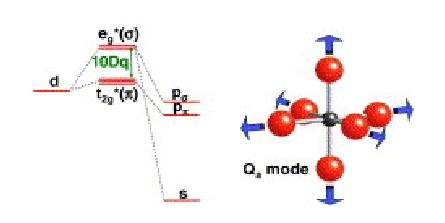 e_g*(σ)
10Dq
d
t_2g*(π)
p_σ
p_π
s
Q_a mode